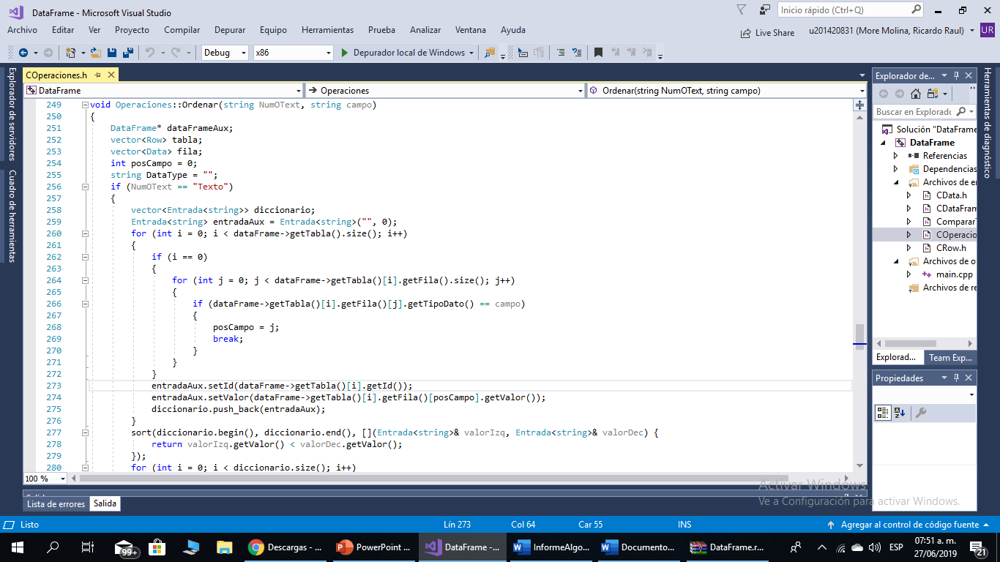 DataFrame - Microsoft Visual Studio
Inicio rápido (Ctrl+Q)
Archivo Editar Ver Proyecto Compilar Depurar Equipo Herramientas Prueba Analizar Ventana Ayuda
Live Share u201420831 (More Molina, Ricardo Raul) UR
Debug x86 Depurador local de Windows
Explorador de servidores
Cuadro de herramientas
COperaciones.h
DataFrame Operaciones Ordenar(string NumOText, string campo)
249 void Operaciones::Ordenar(string NumOText, string campo)
250 {
251 DataFrame* dataFrameAux;
252 vector<Row> tabla;
253 vector<Data> fila;
254 int posCampo = 0;
255 string DataType = "";
256 if (NumOText == "Texto")
257 {
258 vector<Entrada<string>> diccionario;
259 Entrada<string> entradaAux = Entrada<string>("", 0);
260 for (int i = 0; i < dataFrame->getTabla().size(); i++)
261 {
262 if (i == 0)
263 {
264 for (int j = 0; j < dataFrame->getTabla()[i].getFila().size(); j++)
265 {
266 if (dataFrame->getTabla()[i].getFila()[j].getTipoDato() == campo)
267 {
268 posCampo = j;
269 break;
270 }
271 }
272 }
273 entradaAux.setId(dataFrame->getTabla()[i].getId());
274 entradaAux.setValor(dataFrame->getTabla()[i].getFila()[posCampo].getValor());
275 diccionario.push_back(entradaAux);
276 }
277 sort(diccionario.begin(), diccionario.end(), [](Entrada<string>& valorIzq, Entrada<string>& valorDec) {
278 return valorIzq.getValor() < valorDec.getValor();
279 });
280 for (int i = 0; i < diccionario.size(); i++)
100 %
Lista de errores Salida
Explorador de...
Buscar en Explorado
Solución "DataFrame
DataFrame
Referencias
Dependencias
Archivos de e
CData.h
CDataFram
Comparar
COperacio
CRow.h
Archivos de o
main.cpp
Archivos de re
Explorad... Team Exp...
Propiedades
Herramientas de diagnóstico
Activar Windows
Ve a Configuración para activar Windows.
Listo Lín 273 Col 64 Car 55 INS Agregar al control de código fuente
99+ Descargas - ... PowerPoint ... DataFrame -... InformeAlgo... Documento... DataFrame.r... ESP 07:51 a. m.
27/06/2019 21